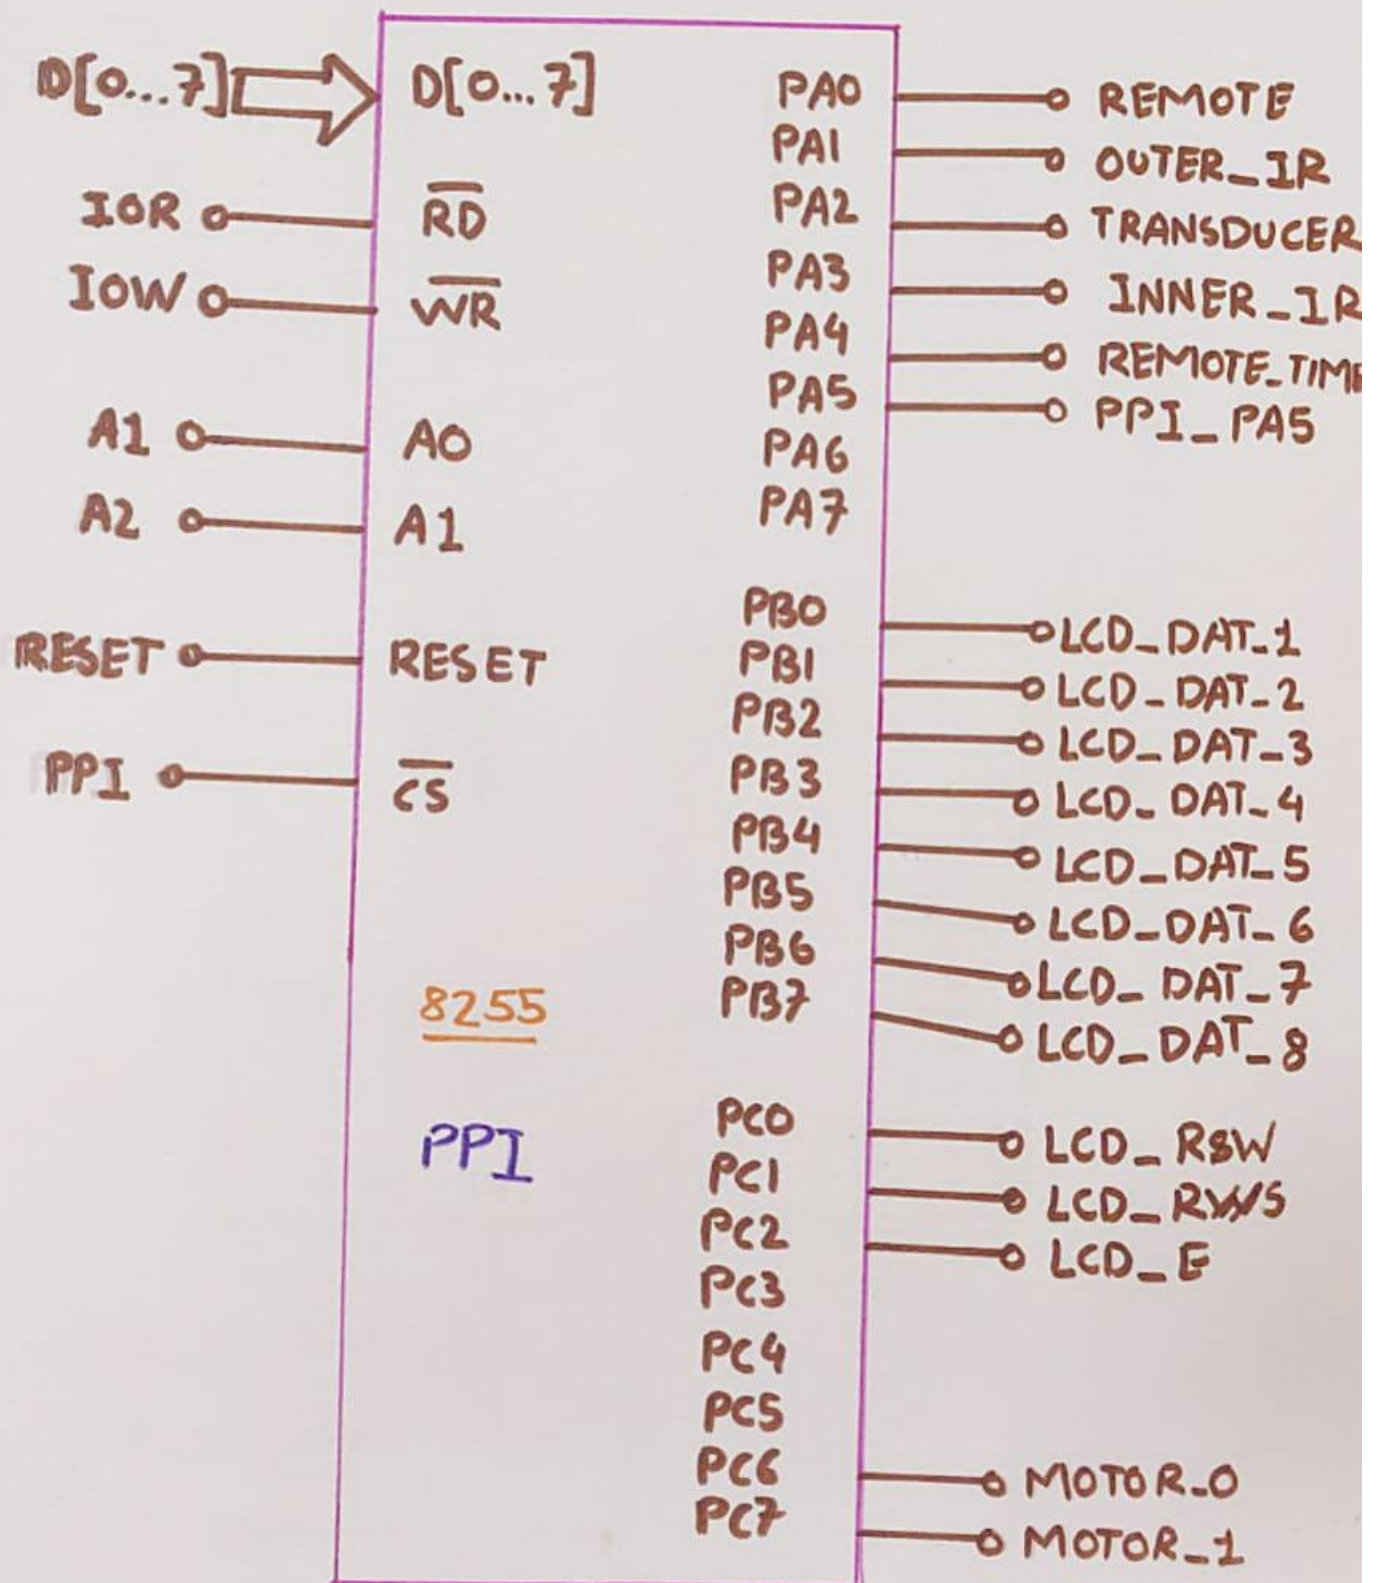 D[0...7] D[0...7] PA0 REMOTE
PA1 OUTER_IR
IOR RD PA2 TRANSDUCER
IOW WR PA3 INNER_IR
PA4 REMOTE_TIME
PA5 PPI_PA5
A1 A0 PA6
A2 A1 PA7
PB0 LCD_DAT_1
RESET RESET PB1 LCD_DAT_2
PB2 LCD_DAT_3
PPI CS PB3 LCD_DAT_4
PB4 LCD_DAT_5
PB5 LCD_DAT_6
PB6 LCD_DAT_7
8255 PB7 LCD_DAT_8
PPI PC0
PC1
PC2 LCD_E
PC3
PC4
PC5
PC6 MOTOR_0
PC7 MOTOR_1